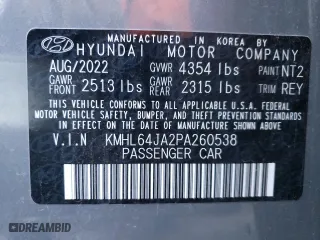 MANUFACTURED IN KOREA BY
HYUNDAI MOTOR COMPANY
AUG/2022 GVWR 4354 lbs PAINT NT2
GAWR FRONT 2513 lbs GAWR REAR 2315 lbs TRIM REY
THIS VEHICLE CONFORMS TO ALL APPLICABLE FEDERAL
MOTOR VEHICLE SAFETY, BUMPER, AND THEFT PREVENTION
STANDARDS IN EFFECT ON THE DATE OF MANUFACTURE
SHOWN ABOVE.
V.I.N KMHL64JA2PA260538
PASSENGER CAR
DREAMBID.COM